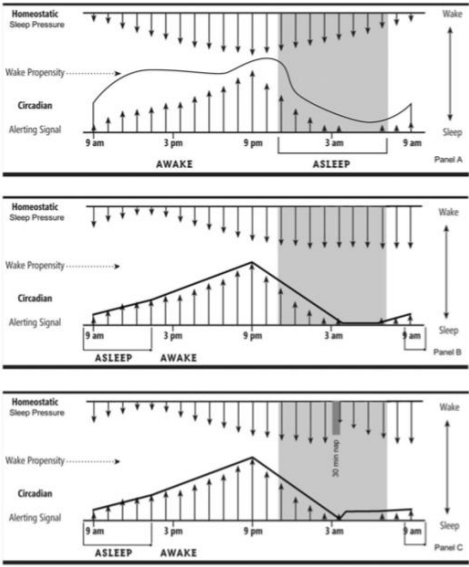 Homeostatic
Sleep Pressure
Wake
Wake Propensity
Circadian
Alerting Signal
Sleep
9 am 3 pm 9 pm 3 am 9 am
AWAKE ASLEEP
Panel A
Homeostatic
Sleep Pressure
Wake
Wake Propensity
Circadian
Alerting Signal
Sleep
9 am 3 pm 9 pm 3 am 9 am
ASLEEP AWAKE
Panel B
Homeostatic
Sleep Pressure
Wake
30 min nap
Wake Propensity
Circadian
Alerting Signal
Sleep
9 am 3 pm 9 pm 3 am 9 am
ASLEEP AWAKE
Panel C